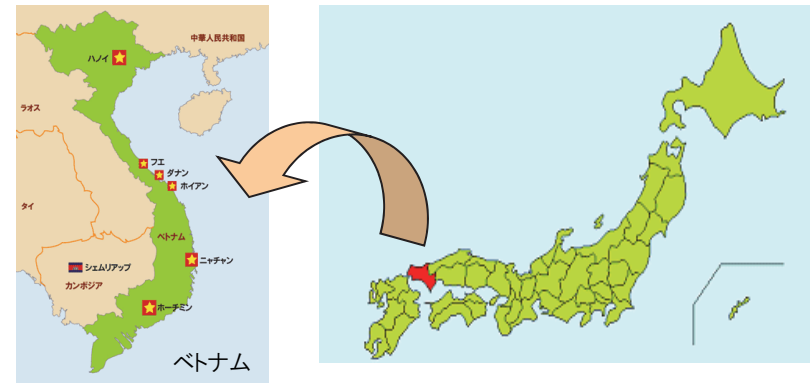 中華人民共和国
ハノイ
ラオス
フエ
ダナン
ホイアン
タイ
ベトナム
ニャチャン
シェムリアップ
カンボジア
ホーチミン
ベトナム